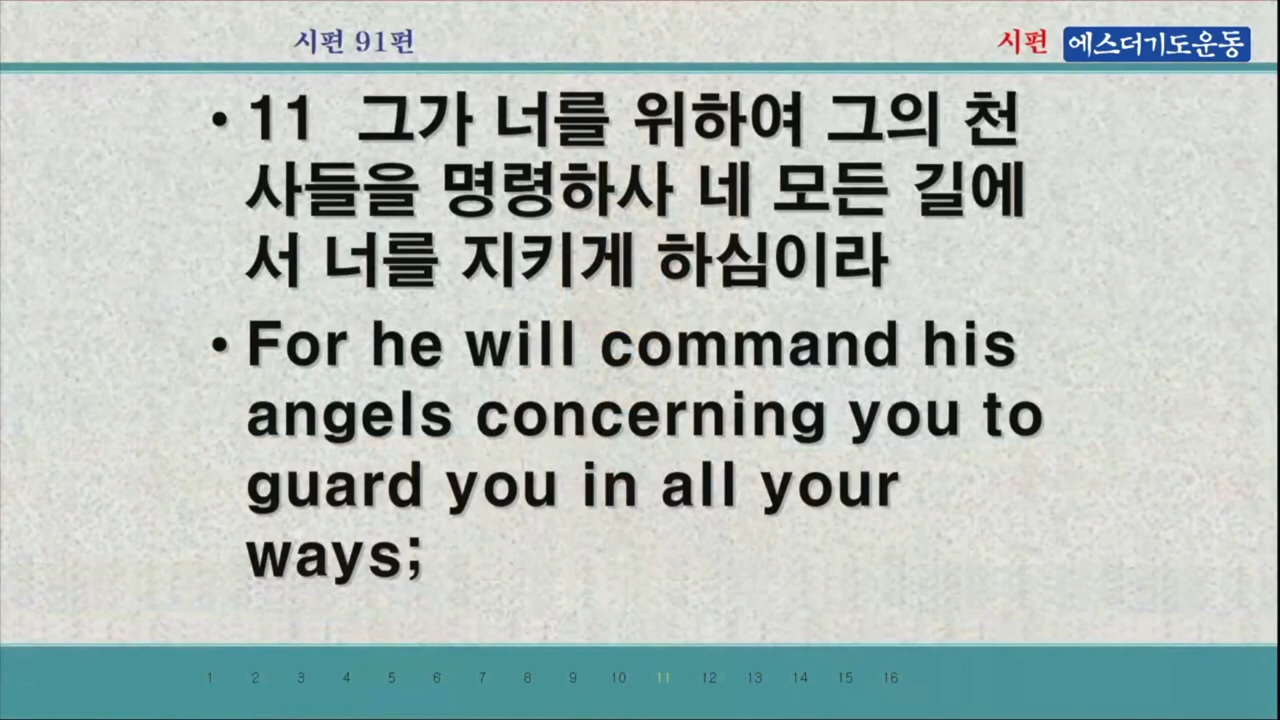 시편 91편
시편 에스더기도운동
• 11 그가 너를 위하여 그의 천
사들을 명령하사 네 모든 길에
서 너를 지키게 하심이라
• For he will command his
angels concerning you to
guard you in all your
ways;
1 2 3 4 5 6 7 8 9 10 11 12 13 14 15 16